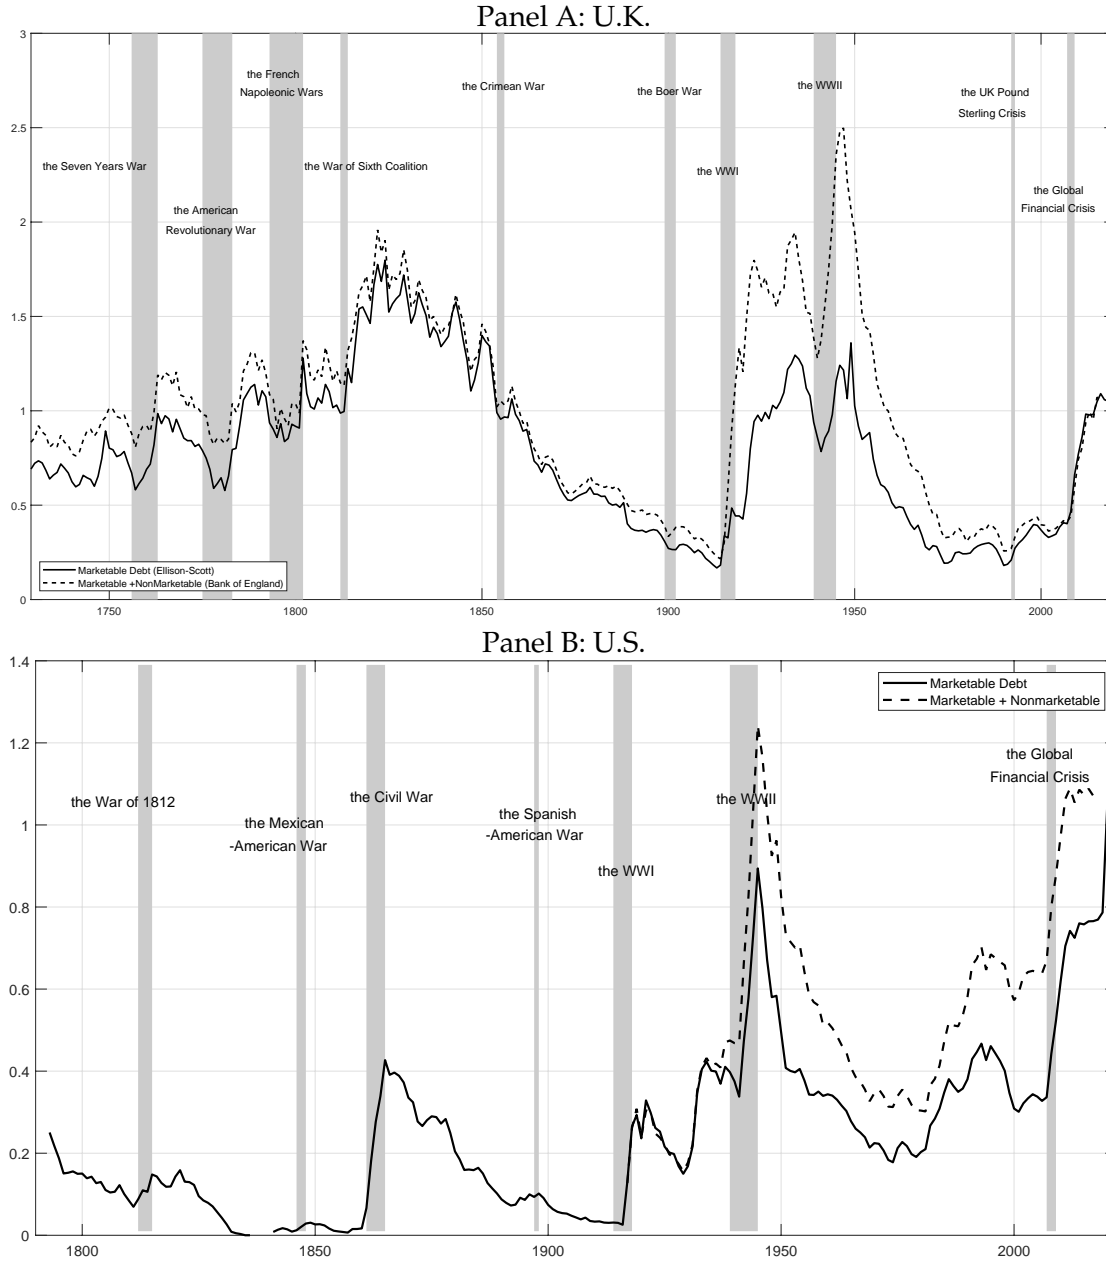 Panel A: U.K.
3
2.5
2
1.5
1
0.5
0
the Seven Years War
the American
Revolutionary War
the French
Napoleonic Wars
the War of Sixth Coalition
the Crimean War
the Boer War
the WWI
the WWII
the UK Pound
Sterling Crisis
the Global
Financial Crisis
Marketable Debt (Ellison-Scott)
Marketable +NonMarketable (Bank of England)
1750
1800
1850
1900
1950
2000
Panel B: U.S.
1.4
1.2
1
0.8
0.6
0.4
0.2
0
Marketable Debt
Marketable + Nonmarketable
the War of 1812
the Mexican
-American War
the Civil War
the Spanish
-American War
the WWI
the WWII
the Global
Financial Crisis
1800
1850
1900
1950
2000